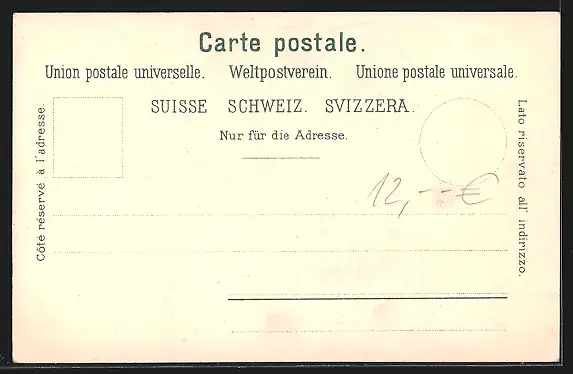 Carte postale.
Union postale universelle. Weltpostverein. Unione postale universale.
SUISSE SCHWEIZ. SVIZZERA.
Nur für die Adresse.
Côté réservé à l'adresse.
Lato riservato all' indirizzo.
12,-- €